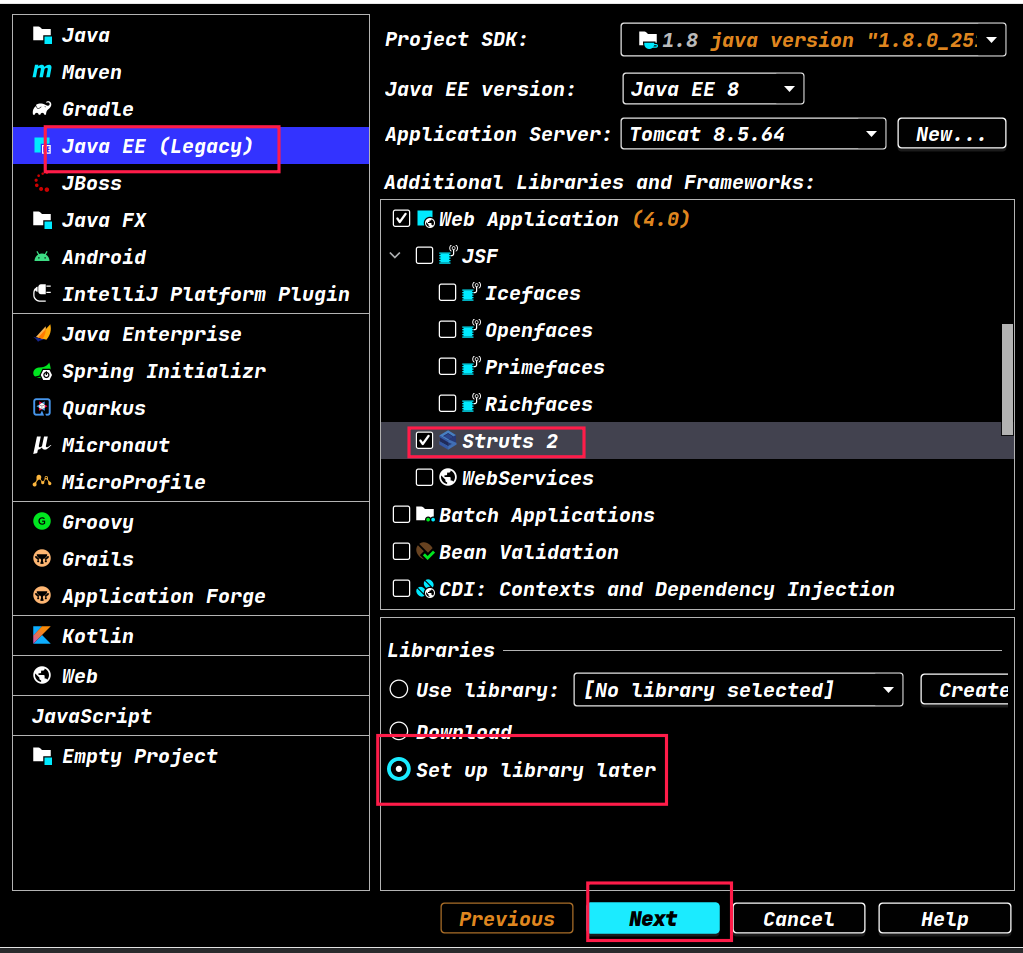 Java
Maven
Gradle
Java EE (Legacy)
JBoss
Java FX
Android
IntelliJ Platform Plugin
Java Enterprise
Spring Initializr
Quarkus
Micronaut
MicroProfile
Groovy
Grails
Application Forge
Kotlin
Web
JavaScript
Empty Project
Project SDK: 1.8 java version "1.8.0_25
Java EE version: Java EE 8
Application Server: Tomcat 8.5.64 New...
Additional Libraries and Frameworks:
Web Application (4.0)
JSF
Icefaces
Openfaces
Primefaces
Richfaces
Struts 2
WebServices
Batch Applications
Bean Validation
CDI: Contexts and Dependency Injection
Libraries
Use library: [No library selected] Create
Download
Set up library later
Previous Next Cancel Help